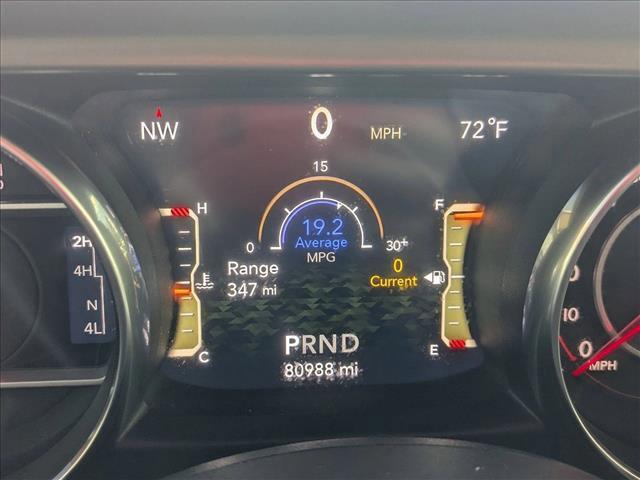 NW 0 MPH 72°F
15
H F
19.2
Average
0 30+
MPG
Range 0
347 mi Current
PRND
C E
80988 mi
2H
4H
N
4L
10
0
MPH